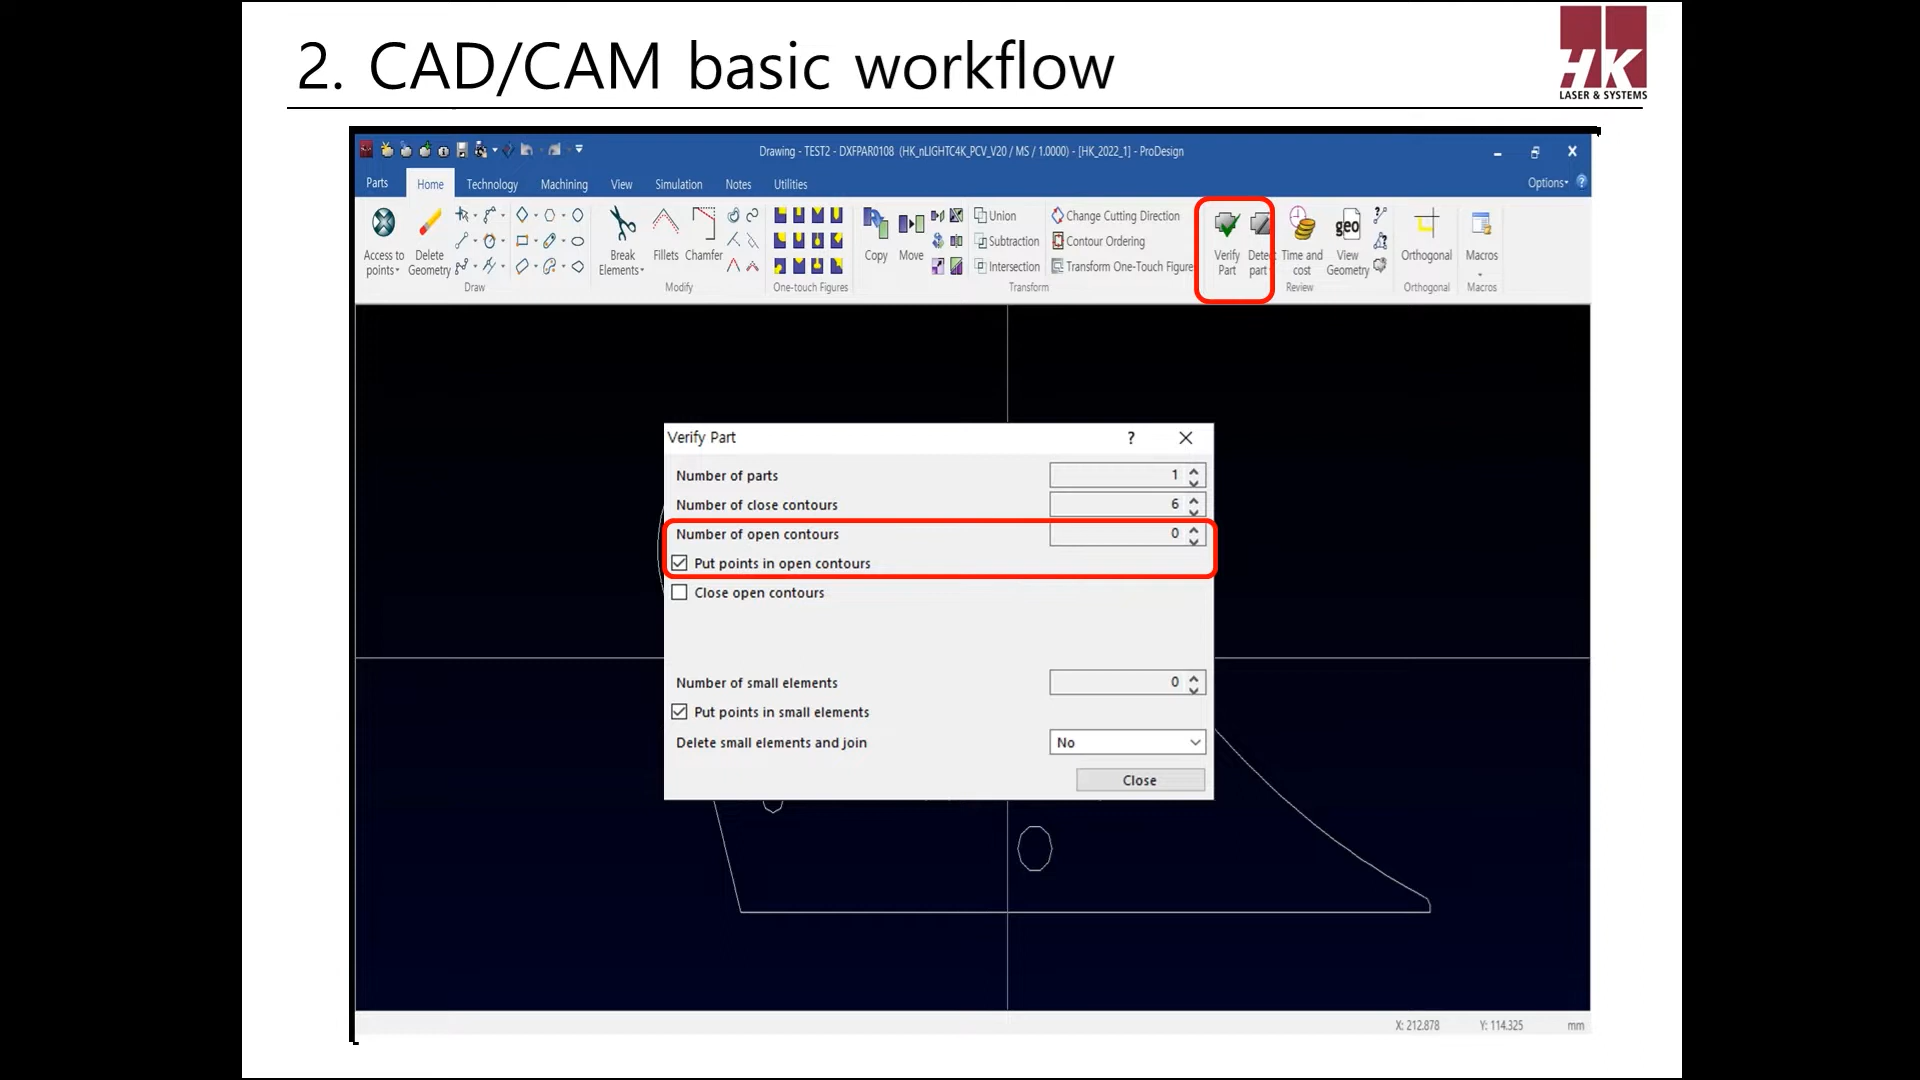 2. CAD/CAM basic workflow
HK
LASER & SYSTEMS
Drawing - TEST2 - DXFPAR0108 (HK_nLIGHTC4K_PCV_V20 / MS / 1.0000) - [HK_2022_1] - ProDesign
Parts Home Technology Machining View Simulation Notes Utilities Options
Access to points
Delete Geometry
Draw
Break Elements
Fillets
Chamfer
Modify
One-touch Figures
Copy
Move
Union
Subtraction
Intersection
Change Cutting Direction
Contour Ordering
Transform One-Touch Figure
Transform
Verify Part
part
Time and cost
geo
View Geometry
Review
Orthogonal
Orthogonal
Macros
Macros
Verify Part ?
Number of parts 1
Number of close contours 6
Number of open contours 0
Put points in open contours
Close open contours
Number of small elements 0
Put points in small elements
Delete small elements and join No
Close
X: 212.878 Y: 114.325 mm